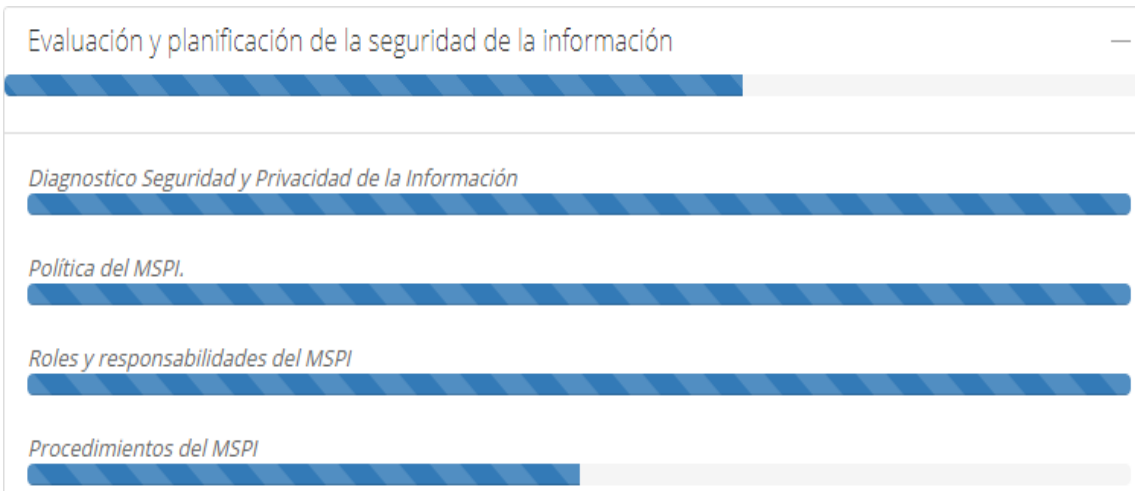 Evaluación y planificación de la seguridad de la información
Diagnostico Seguridad y Privacidad de la Información
Política del MSPI.
Roles y responsabilidades del MSPI
Procedimientos del MSPI